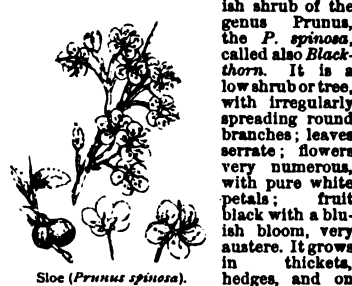 ish shrub of the
genus Prunus,
the P. spinosa,
called also Black-
thorn. It is a
low shrub or tree,
with irregularly
spreading round
branches; leaves
serrate; flowers
very numerous,
with pure white
petals; fruit
black with a blu-
ish bloom, very
austere. It grows
in thickets,
hedges, and on
Sloe (Prunus spinosa).